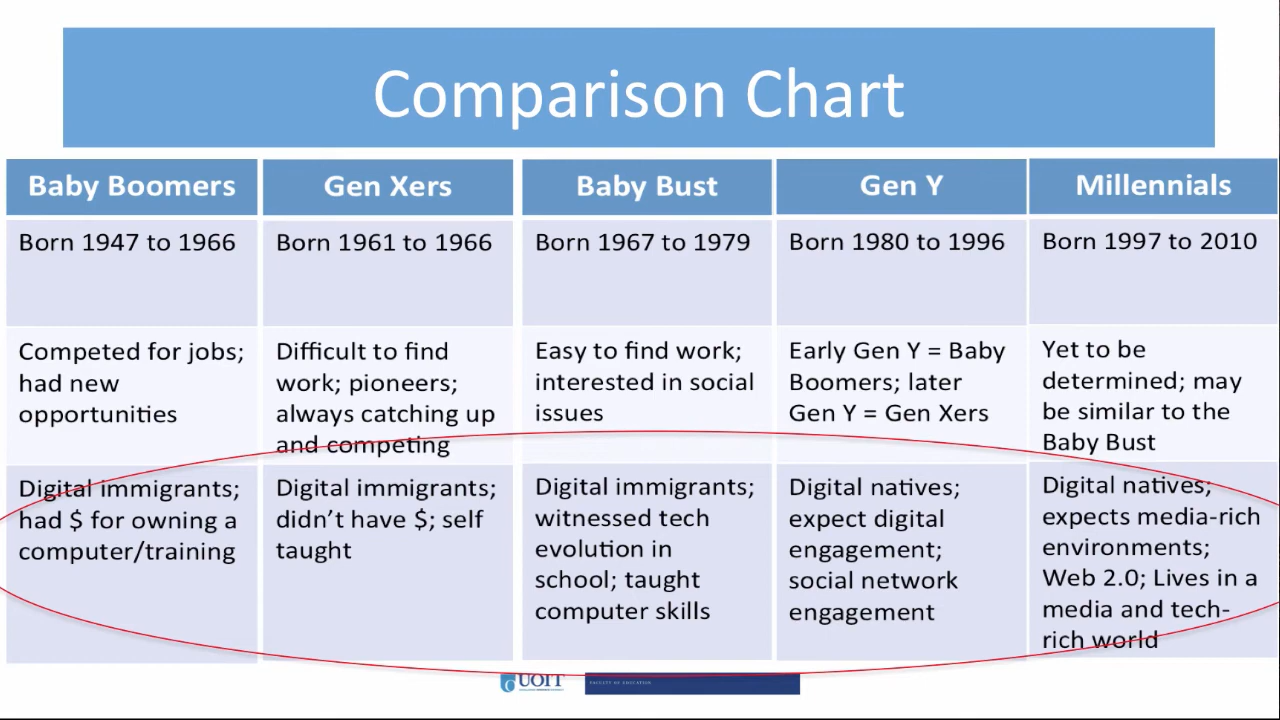 Comparison Chart
Baby Boomers
Gen Xers
Baby Bust
Gen Y
Millennials
Born 1947 to 1966
Born 1961 to 1966
Born 1967 to 1979
Born 1980 to 1996
Born 1997 to 2010
Competed for jobs;
had new
opportunities
Difficult to find
work; pioneers;
always catching up
and competing
Easy to find work;
interested in social
issues
Early Gen Y = Baby
Boomers; later
Gen Y = Gen Xers
Yet to be
determined; may
be similar to the
Baby Bust
Digital immigrants;
had $ for owning a
computer/training
Digital immigrants;
didn’t have $; self
taught
Digital immigrants;
witnessed tech
evolution in
school; taught
computer skills
Digital natives;
expect digital
engagement;
social network
engagement
Digital natives;
expects media-rich
environments;
Web 2.0; Lives in a
media and tech-
rich world
UOIT
FACULTY OF EDUCATION